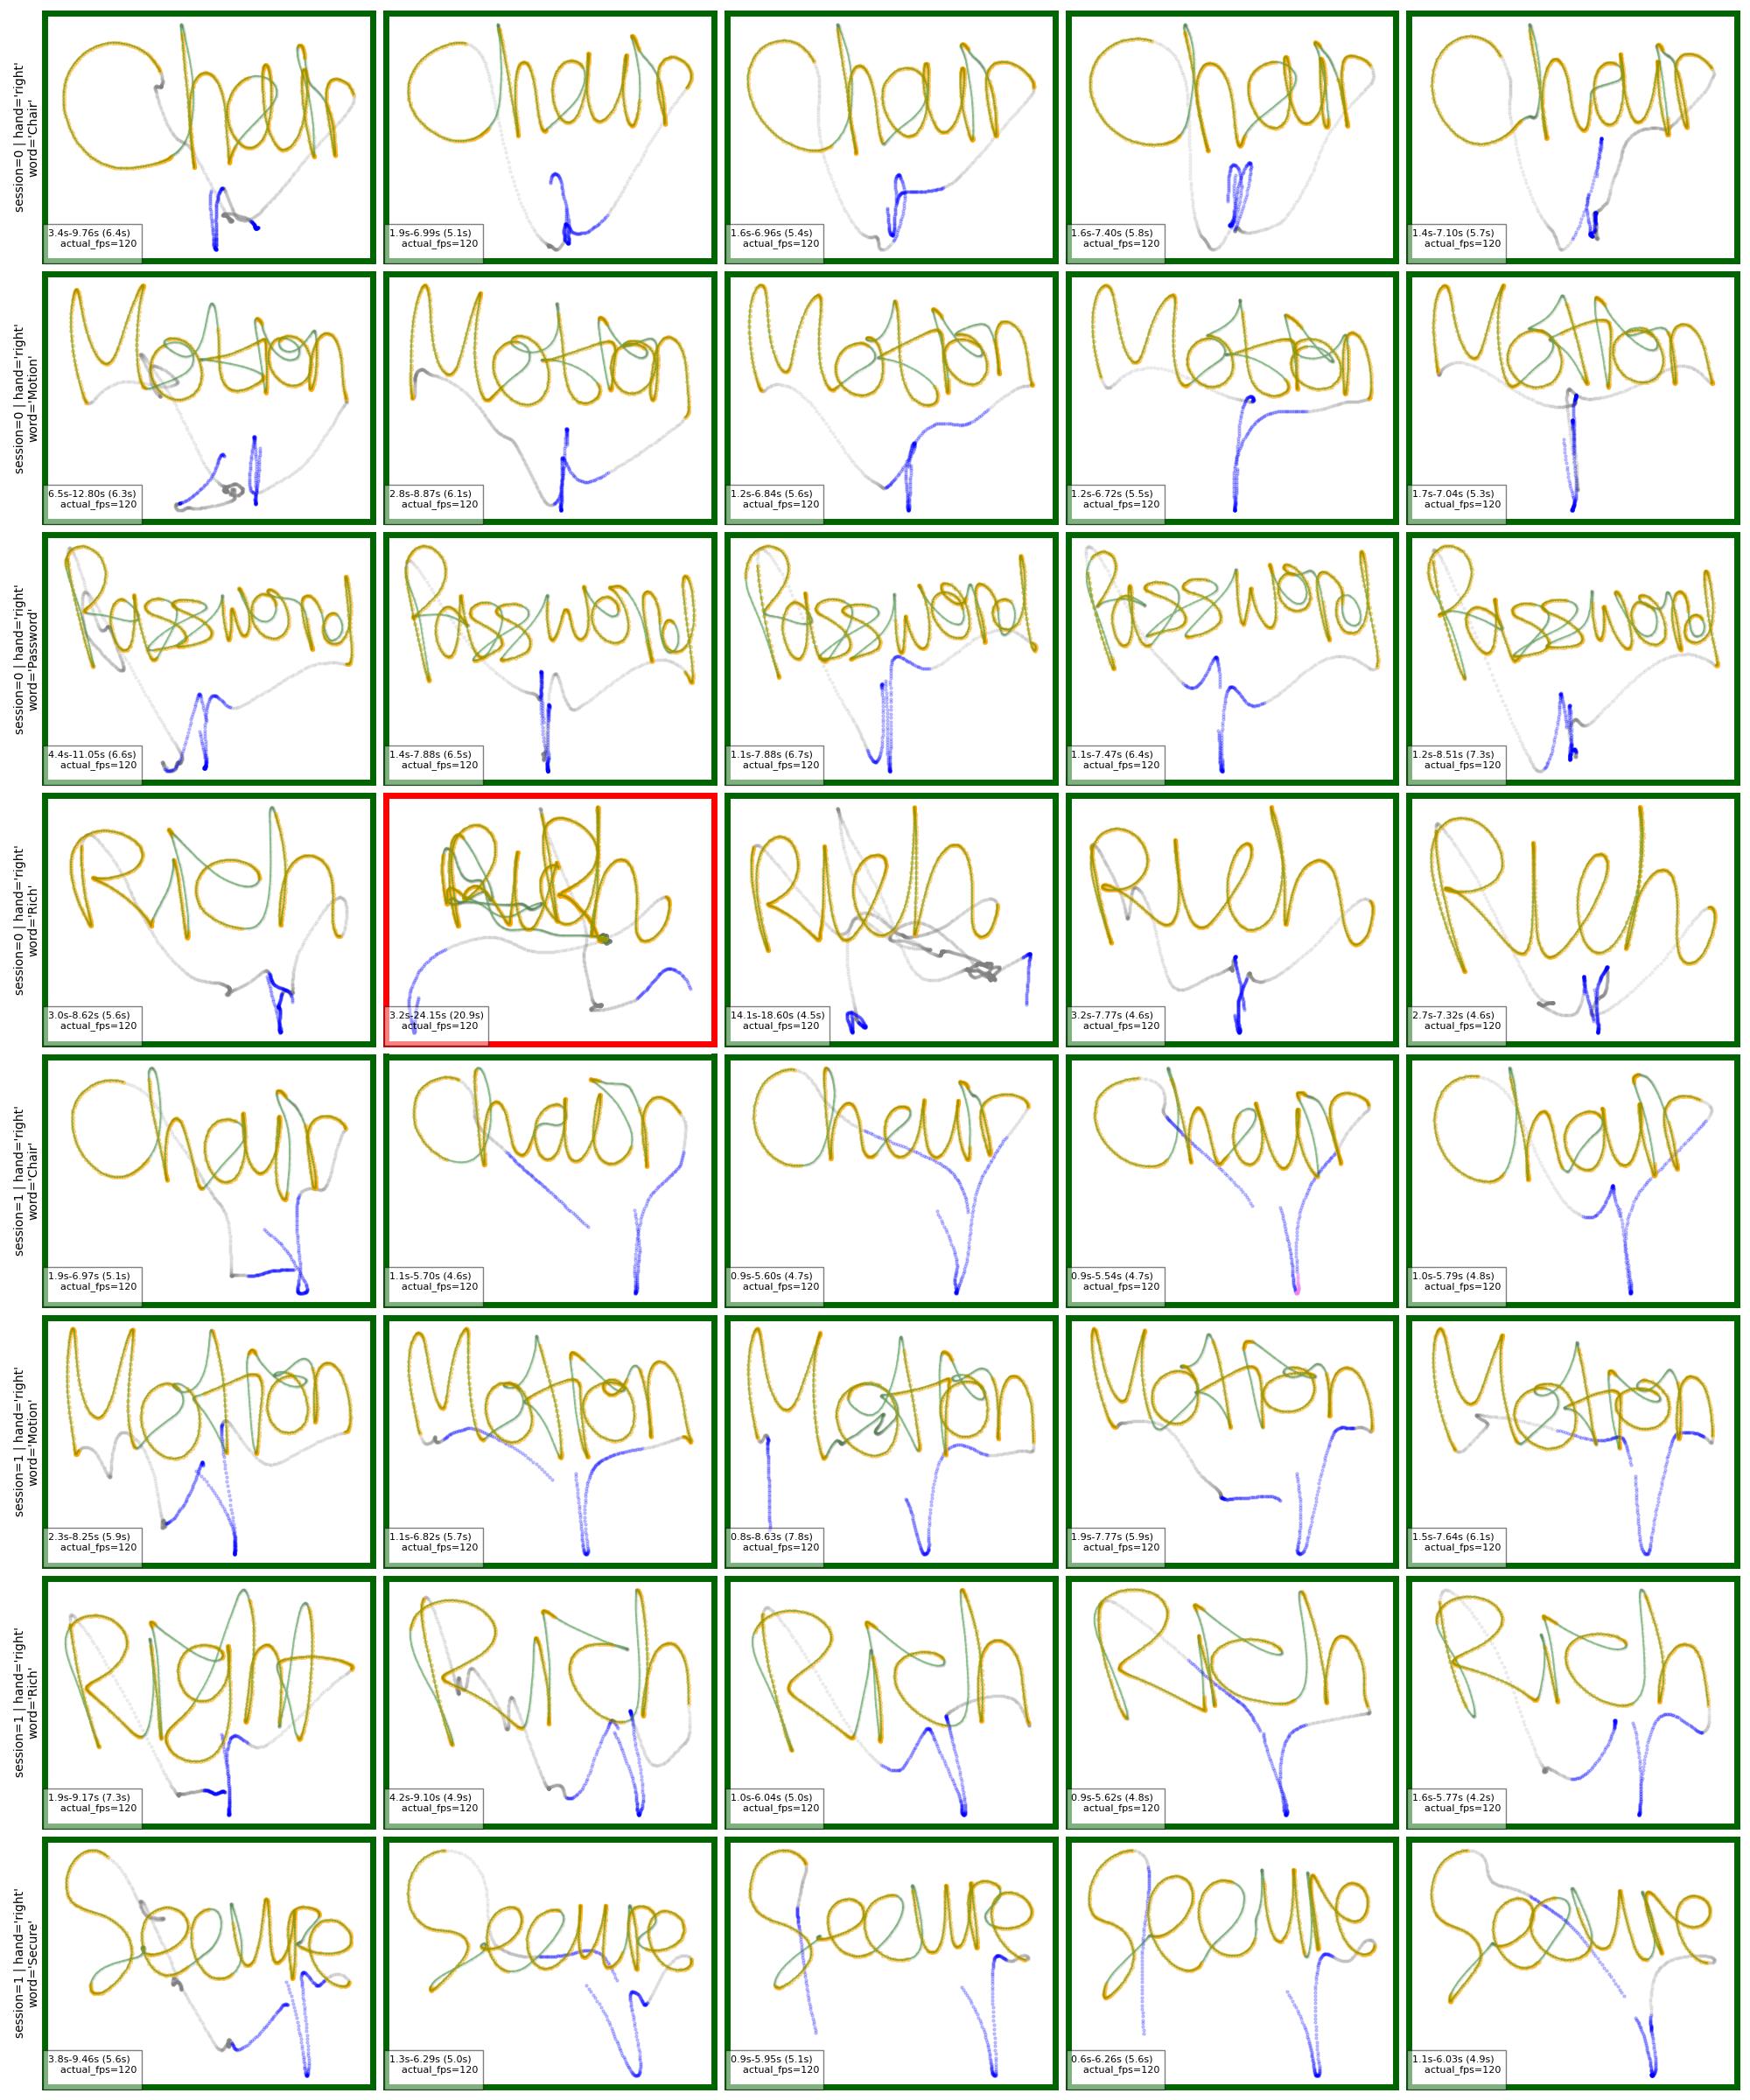 session=0 | hand='right'
word='Chair'
Chair Chair Chair Chair Chair
3.4s-9.76s (6.4s)
actual_fps=120
1.9s-6.99s (5.1s)
actual_fps=120
1.6s-6.96s (5.4s)
actual_fps=120
1.6s-7.40s (5.8s)
actual_fps=120
1.4s-7.10s (5.7s)
actual_fps=120
session=0 | hand='right'
word='Motion'
Motion Motion Motion Motion Motion
6.5s-12.80s (6.3s)
actual_fps=120
2.8s-8.87s (6.1s)
actual_fps=120
1.2s-6.84s (5.6s)
actual_fps=120
1.2s-6.72s (5.5s)
actual_fps=120
1.7s-7.04s (5.3s)
actual_fps=120
session=0 | hand='right'
word='Password'
Password Password Password Password Password
4.4s-11.05s (6.6s)
actual_fps=120
1.4s-7.88s (6.5s)
actual_fps=120
1.1s-7.88s (6.7s)
actual_fps=120
1.1s-7.47s (6.4s)
actual_fps=120
1.2s-8.51s (7.3s)
actual_fps=120
session=0 | hand='right'
word='Rich'
Rich Rich Rich Rich
3.0s-8.62s (5.6s)
actual_fps=120
3.2s-24.15s (20.9s)
actual_fps=120
14.1s-18.60s (4.5s)
actual_fps=120
3.2s-7.77s (4.6s)
actual_fps=120
2.7s-7.32s (4.6s)
actual_fps=120
session=1 | hand='right'
word='Chair'
Chair Chair Chair Chair Chair
1.9s-6.97s (5.1s)
actual_fps=120
1.1s-5.70s (4.6s)
actual_fps=120
0.9s-5.60s (4.7s)
actual_fps=120
0.9s-5.54s (4.7s)
actual_fps=120
1.0s-5.79s (4.8s)
actual_fps=120
session=1 | hand='right'
word='Motion'
Motion Motion Motion Motion Motion
2.3s-8.25s (5.9s)
actual_fps=120
1.1s-6.82s (5.7s)
actual_fps=120
0.8s-8.63s (7.8s)
actual_fps=120
1.9s-7.77s (5.9s)
actual_fps=120
1.5s-7.64s (6.1s)
actual_fps=120
session=1 | hand='right'
word='Rich'
Right Rich Rich Rich Rich
1.9s-9.17s (7.3s)
actual_fps=120
4.2s-9.10s (4.9s)
actual_fps=120
1.0s-6.04s (5.0s)
actual_fps=120
0.9s-5.62s (4.8s)
actual_fps=120
1.6s-5.77s (4.2s)
actual_fps=120
session=1 | hand='right'
word='Secure'
Secure Secure Secure Secure Secure
3.8s-9.46s (5.6s)
actual_fps=120
1.3s-6.29s (5.0s)
actual_fps=120
0.9s-5.95s (5.1s)
actual_fps=120
0.6s-6.26s (5.6s)
actual_fps=120
1.1s-6.03s (4.9s)
actual_fps=120